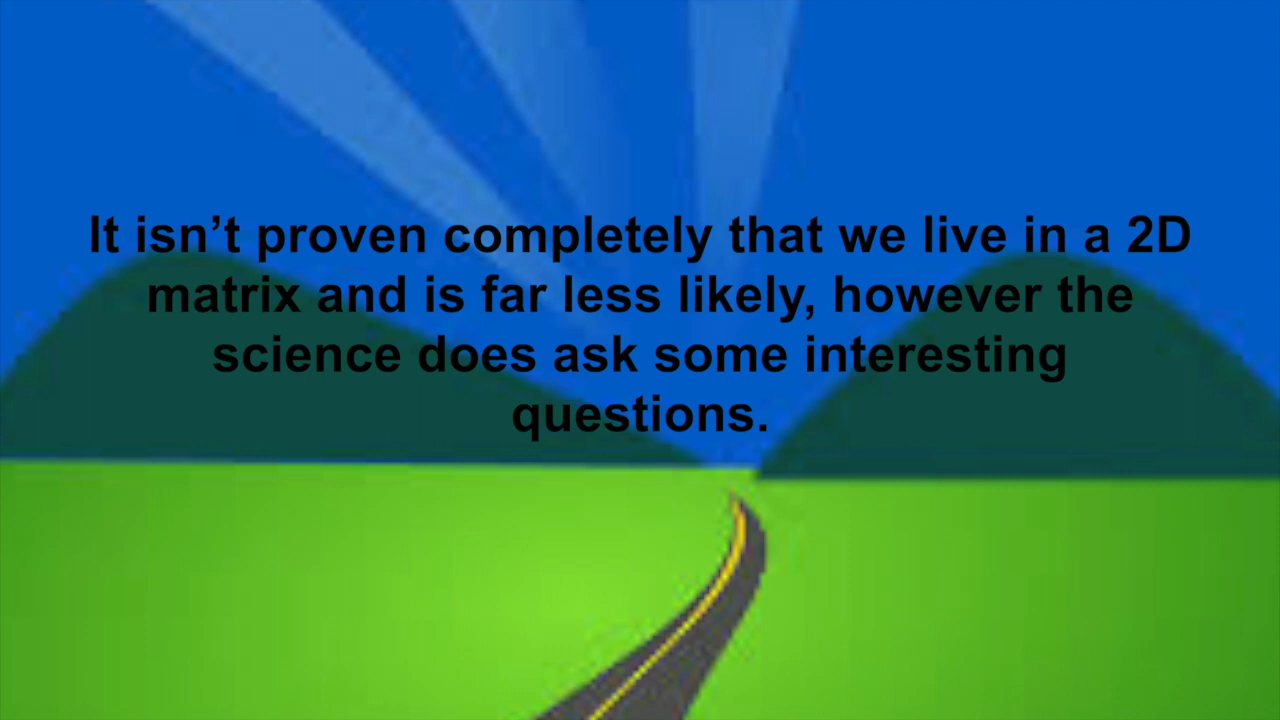 It isn’t proven completely that we live in a 2D
matrix and is far less likely, however the
science does ask some interesting
questions.